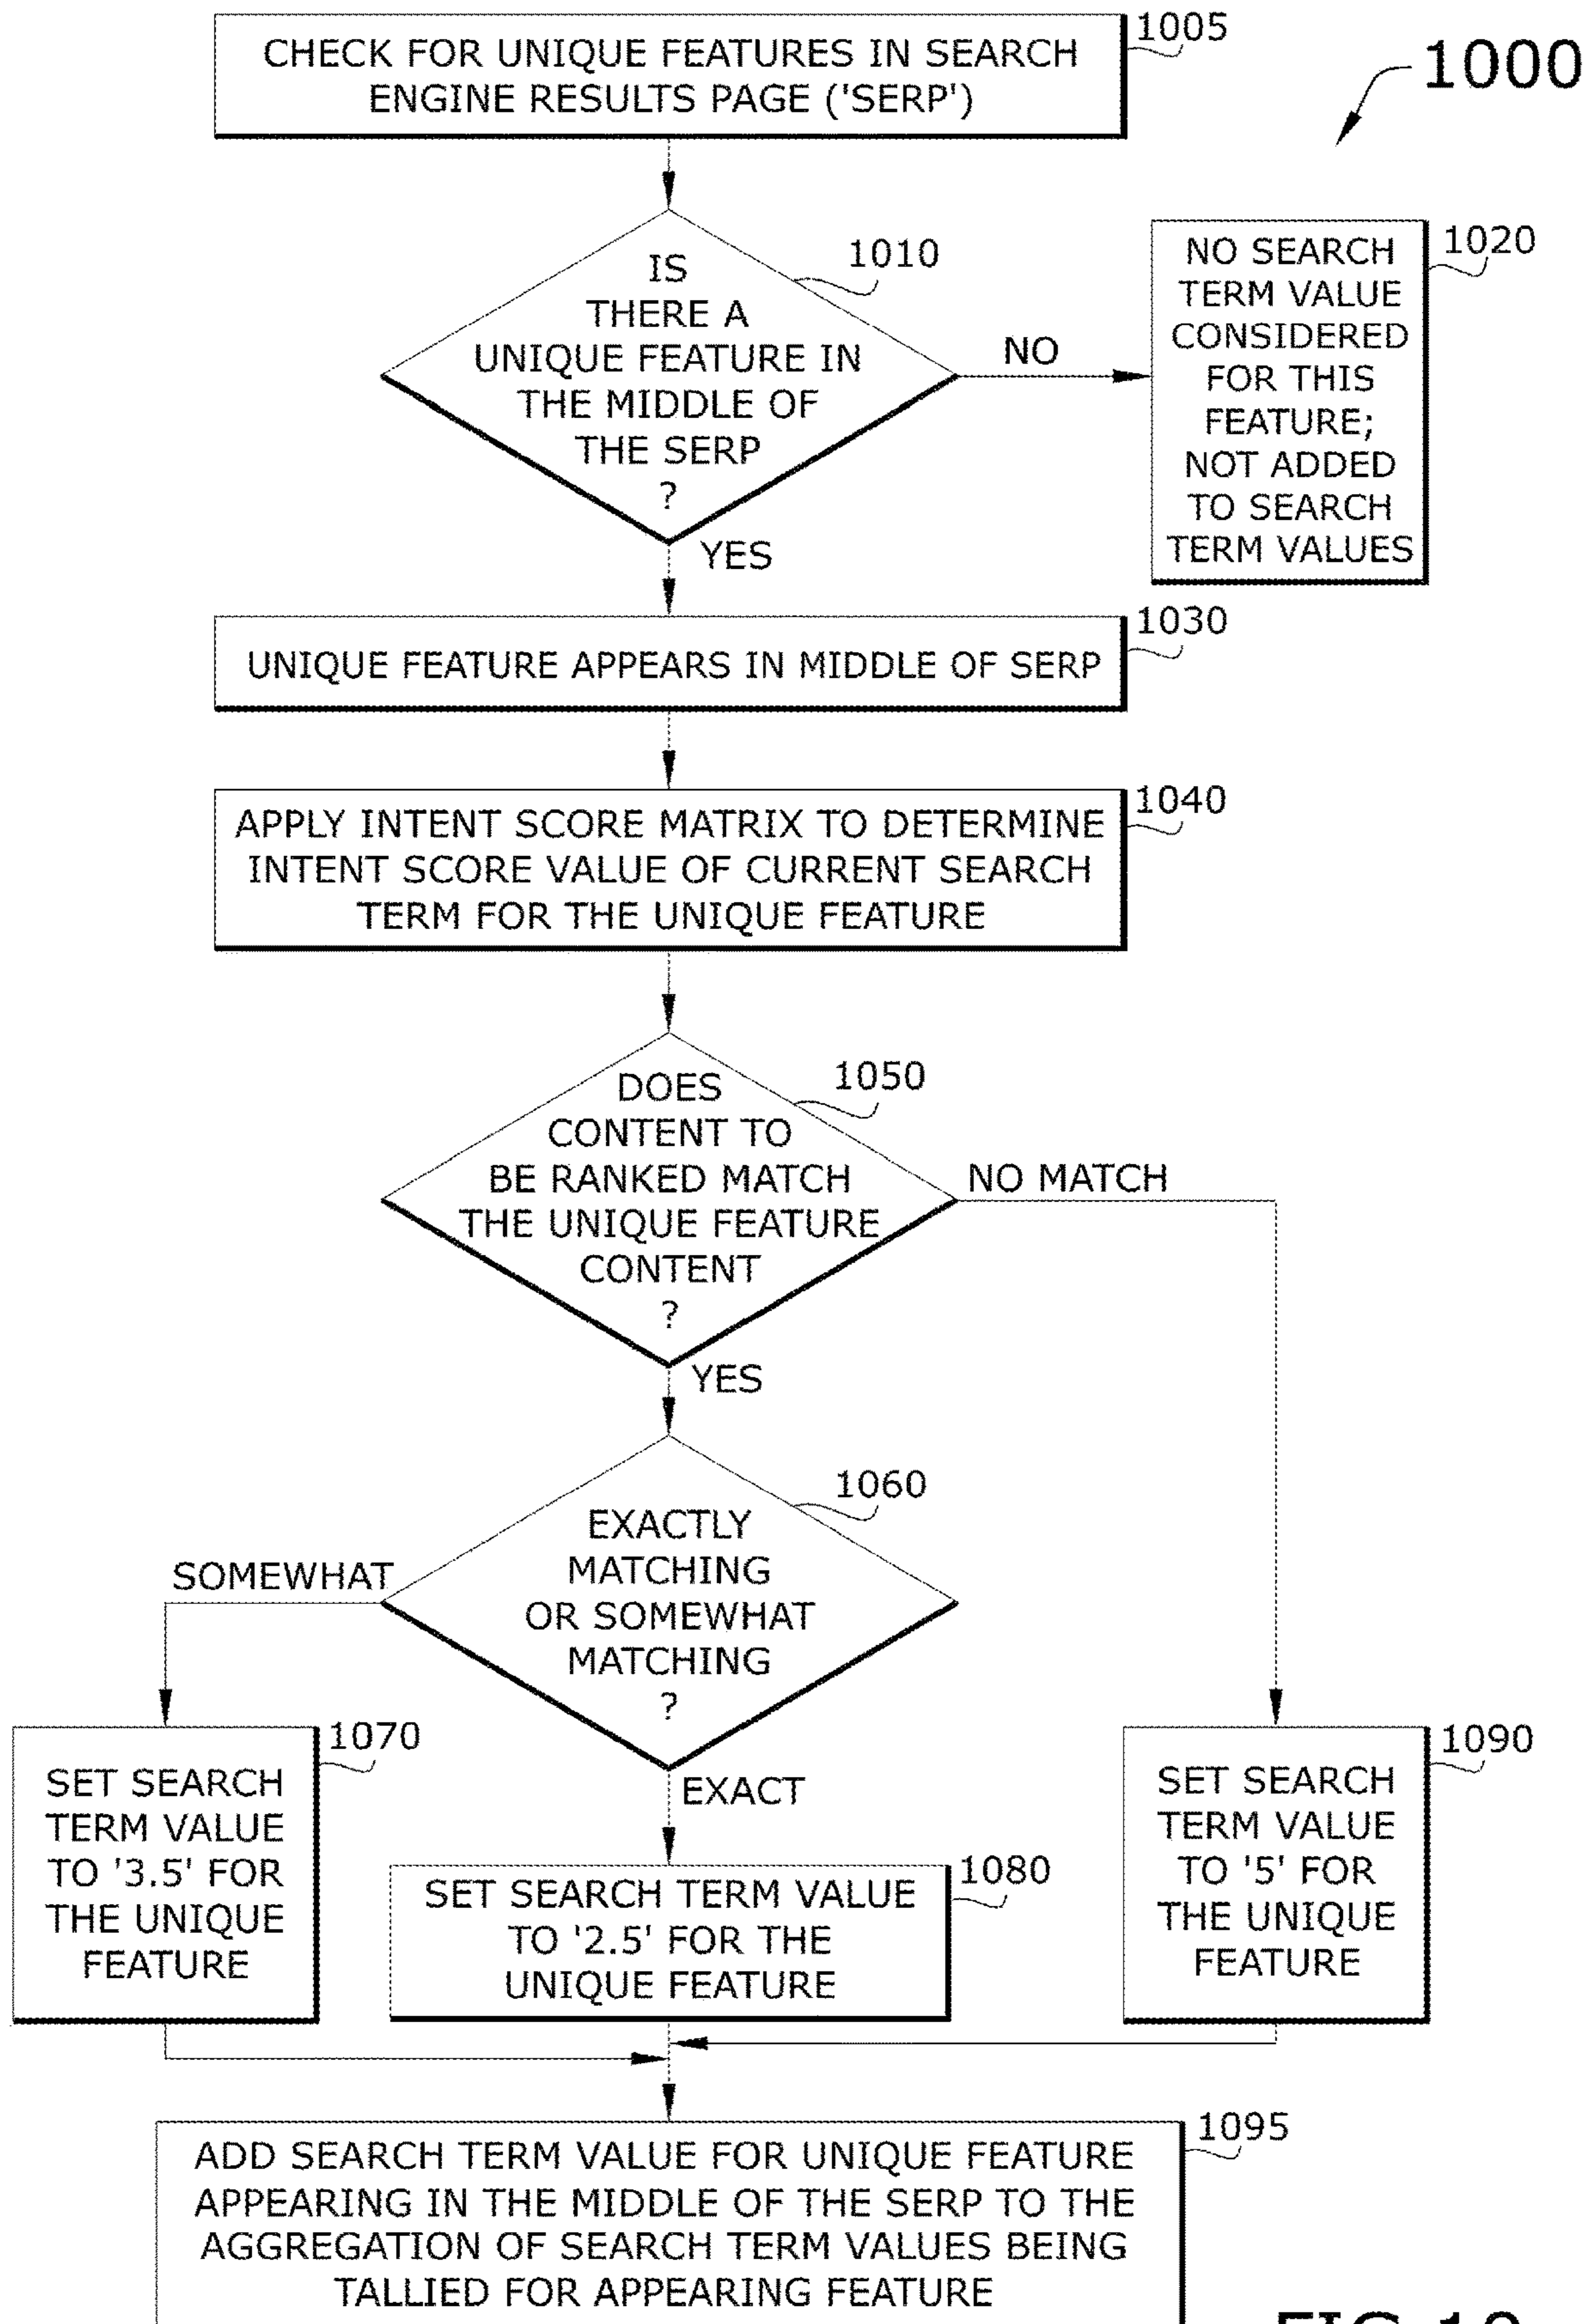 CHECK FOR UNIQUE FEATURES IN SEARCH
ENGINE RESULTS PAGE ('SERP')
1005
1000
IS
THERE A
UNIQUE FEATURE IN
THE MIDDLE OF
THE SERP
?
1010
NO
YES
NO SEARCH
TERM VALUE
CONSIDERED
FOR THIS
FEATURE;
NOT ADDED
TO SEARCH
TERM VALUES
1020
UNIQUE FEATURE APPEARS IN MIDDLE OF SERP
1030
APPLY INTENT SCORE MATRIX TO DETERMINE
INTENT SCORE VALUE OF CURRENT SEARCH
TERM FOR THE UNIQUE FEATURE
1040
DOES
CONTENT TO
BE RANKED MATCH
THE UNIQUE FEATURE
CONTENT
?
1050
NO MATCH
YES
EXACTLY
MATCHING
OR SOMEWHAT
MATCHING
?
1060
SOMEWHAT
EXACT
SET SEARCH
TERM VALUE
TO '3.5' FOR
THE UNIQUE
FEATURE
1070
SET SEARCH TERM VALUE
TO '2.5' FOR THE
UNIQUE FEATURE
1080
SET SEARCH
TERM VALUE
TO '5' FOR
THE UNIQUE
FEATURE
1090
ADD SEARCH TERM VALUE FOR UNIQUE FEATURE
APPEARING IN THE MIDDLE OF THE SERP TO THE
AGGREGATION OF SEARCH TERM VALUES BEING
TALLIED FOR APPEARING FEATURE
1095